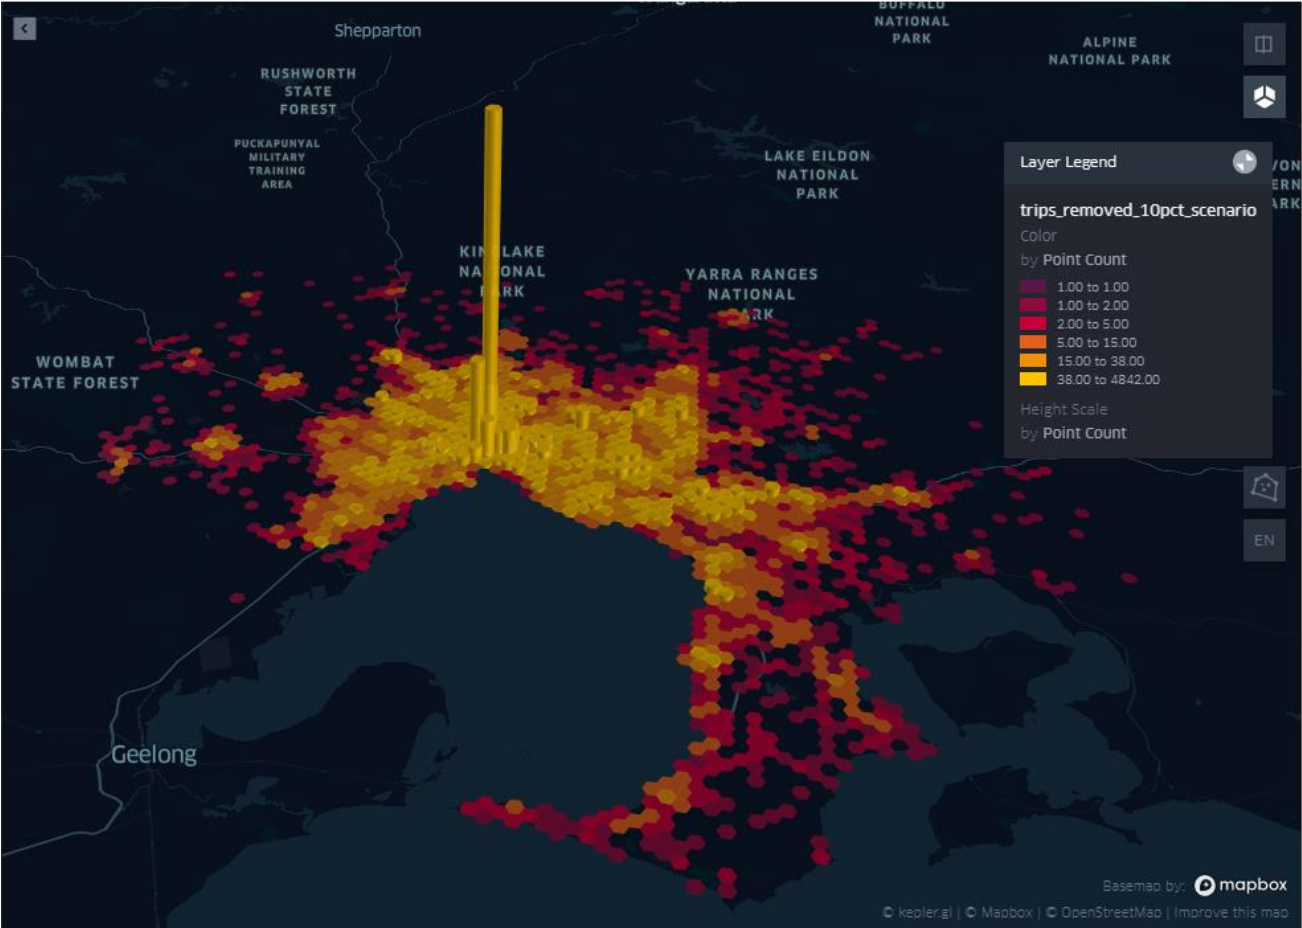 Shepparton
BUFFALO
NATIONAL
PARK
ALPINE
NATIONAL PARK
RUSHWORTH
STATE
FOREST
PUCKAPUNYAL
MILITARY
TRAINING
AREA
LAKE EILDON
NATIONAL
PARK
Layer Legend
trips_removed_10pct_scenario
Color
by Point Count
1.00 to 1.00
1.00 to 2.00
2.00 to 5.00
5.00 to 15.00
15.00 to 38.00
38.00 to 4842.00
Height Scale
by Point Count
YARRA RANGES
NATIONAL
PARK
WOMBAT
STATE FOREST
EN
Geelong
Basemap by: mapbox
© kepler.gl | © Mapbox | © OpenStreetMap | Improve this map